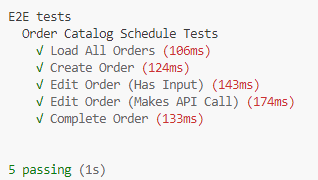 E2E tests
Order Catalog Schedule Tests
√ Load All Orders (106ms)
√ Create Order (124ms)
√ Edit Order (Has Input) (143ms)
√ Edit Order (Makes API Call) (174ms)
√ Complete Order (133ms)
5 passing (1s)